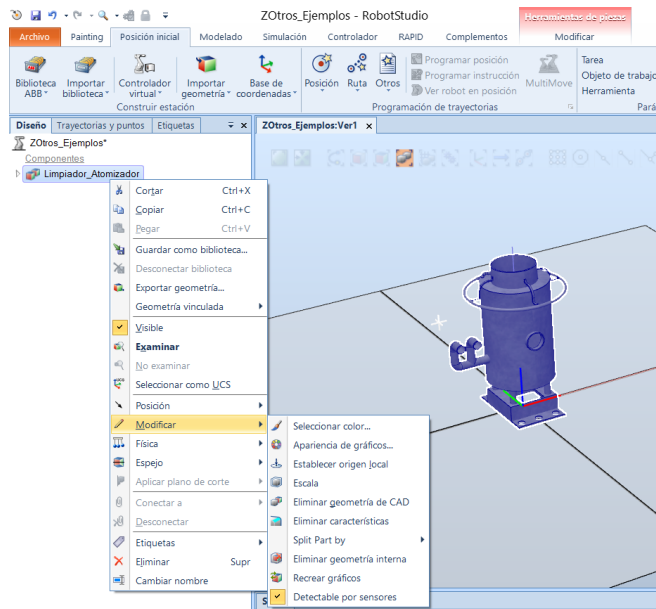 ZOtros_Ejemplos - RobotStudio
Herramientas de piezas
Archivo Painting Posición inicial Modelado Simulación Controlador RAPID Complementos Modificar
Biblioteca ABB
Importar biblioteca
Controlador virtual
Importar geometría
Base de coordenadas
Construir estación
Posición
Ruta
Otros
Programar posición
Programar instrucción
Ver robot en posición
MultiMove
Programación de trayectorias
Tarea
Objeto de trabajo
Herramienta
Pará
Diseño Trayectorias y puntos Etiquetas
ZOtros_Ejemplos:Ver1
ZOtros_Ejemplos*
Componentes
Limpiador_Atomizador
Cortar Ctrl+X
Copiar Ctrl+C
Pegar Ctrl+V
Guardar como biblioteca...
Desconectar biblioteca
Exportar geometría...
Geometría vinculada
Visible
Examinar
No examinar
Seleccionar como UCS
Posición
Modificar
Física
Espejo
Aplicar plano de corte
Conectar a
Desconectar
Etiquetas
Eliminar Supr
Cambiar nombre
Seleccionar color...
Apariencia de gráficos...
Establecer origen local
Escala
Eliminar geometría de CAD
Eliminar características
Split Part by
Eliminar geometría interna
Recrear gráficos
Detectable por sensores